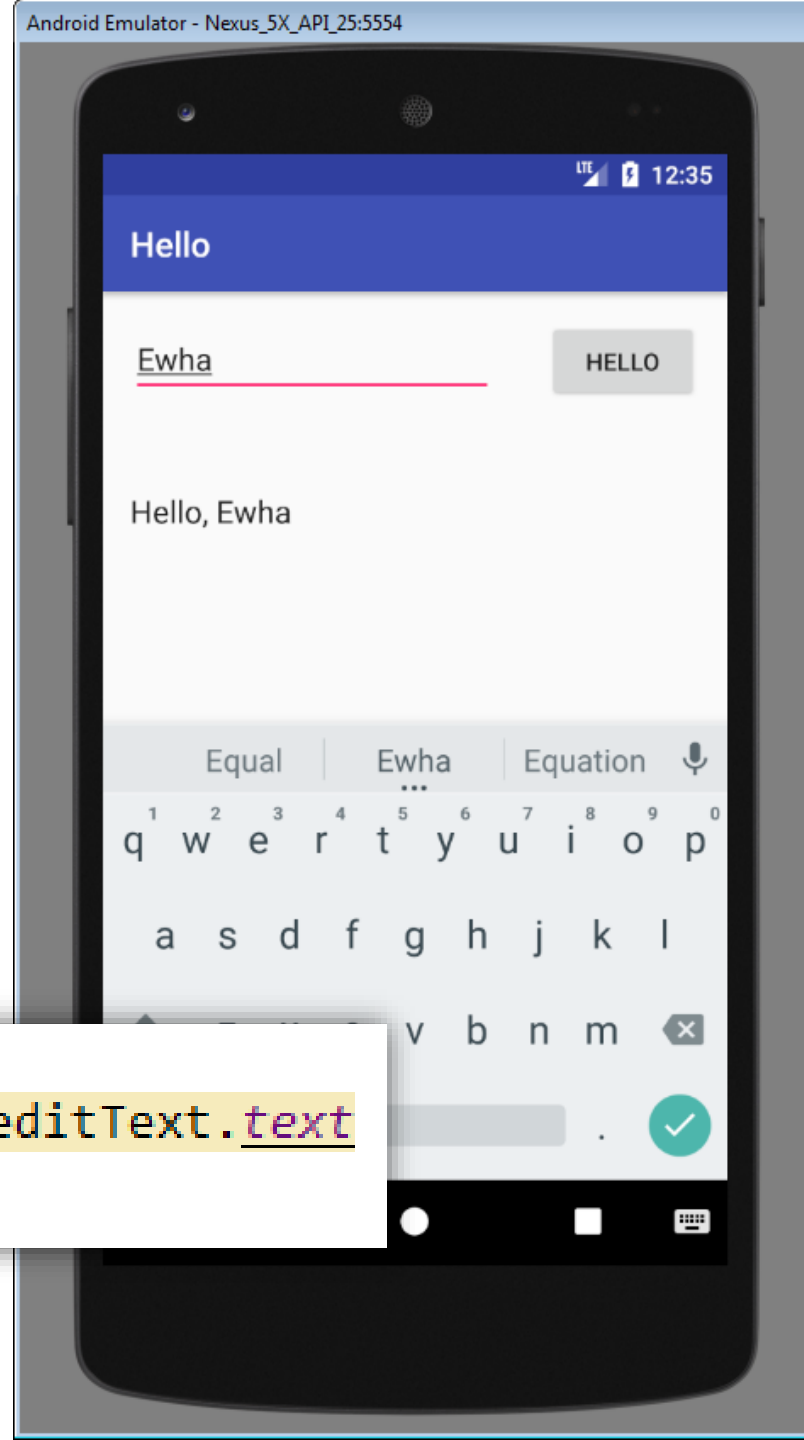 Android Emulator - Nexus_5X_API_25:5554
LTE 12:35
Hello
Ewha HELLO
Hello, Ewha
Equal Ewha Equation
1 2 3 4 5 6 7 8 9 0
q w e r t y u i o p
a s d f g h j k l
v b n m
editText.text
.